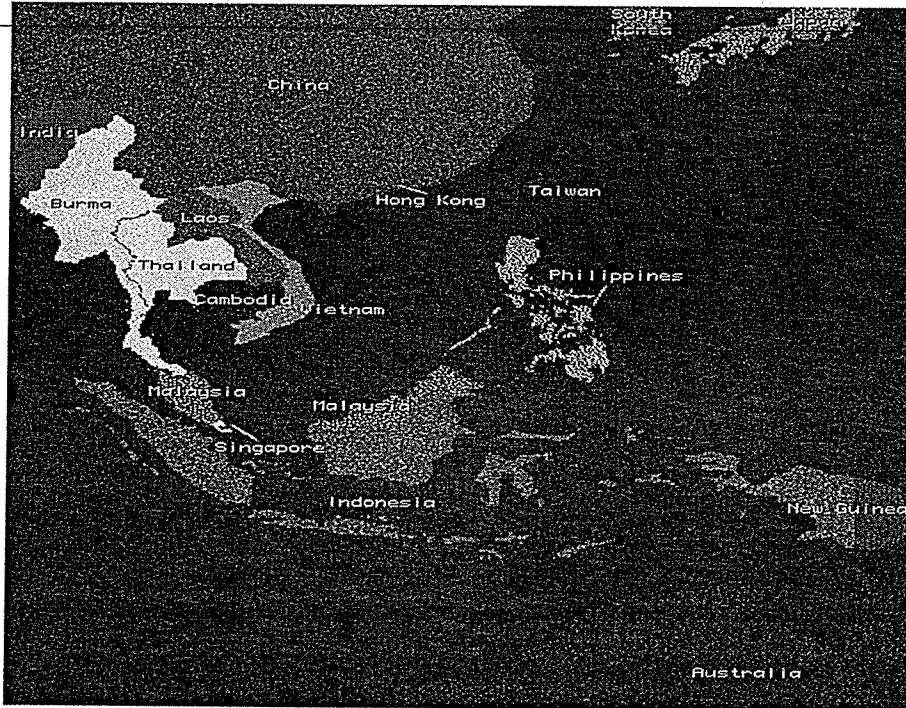 South
Korea
Japan
China
India
Taiwan
Hong Kong
Burma
Laos
Thailand
Philippines
Cambodia
Vietnam
Malaysia
Malaysia
Singapore
Indonesia
New Guinea
Australia